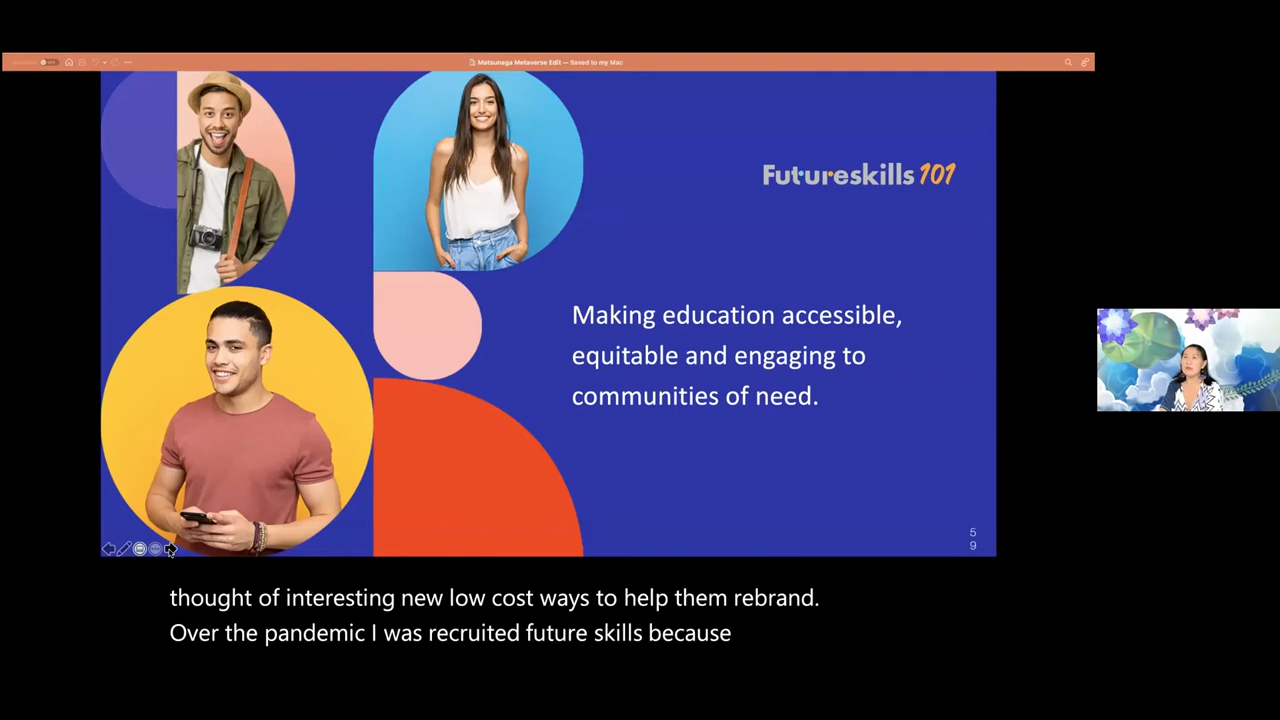 Matsunaga Metaverse Edit — Saved to my Mac
Futureskills 101
Making education accessible,
equitable and engaging to
communities of need.
5
9
thought of interesting new low cost ways to help them rebrand.
Over the pandemic I was recruited future skills because